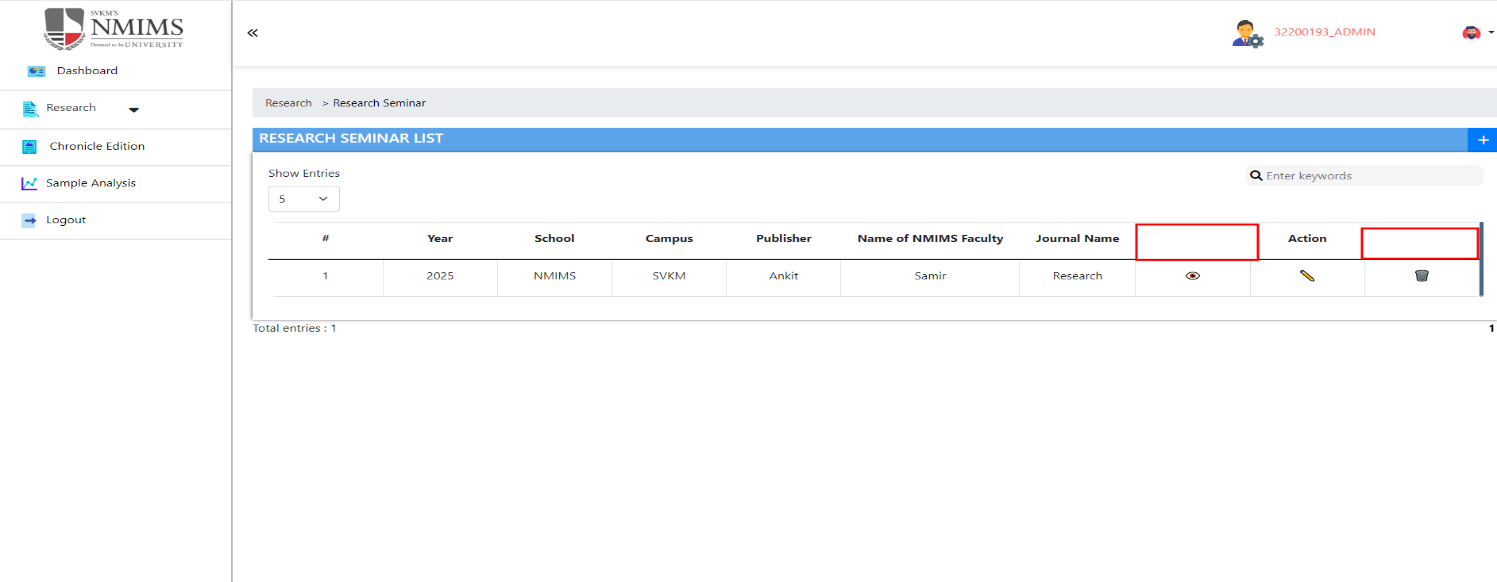 SVKM'S
NMIMS
Deemed to be UNIVERSITY
Dashboard
Research
Chronicle Edition
Sample Analysis
Logout
«
32200193_ADMIN
Research > Research Seminar
RESEARCH SEMINAR LIST
+
Show Entries
5
Enter keywords
# Year School Campus Publisher Name of NMIMS Faculty Journal Name Action
1 2025 NMIMS SVKM Ankit Samir Research
Total entries : 1
1